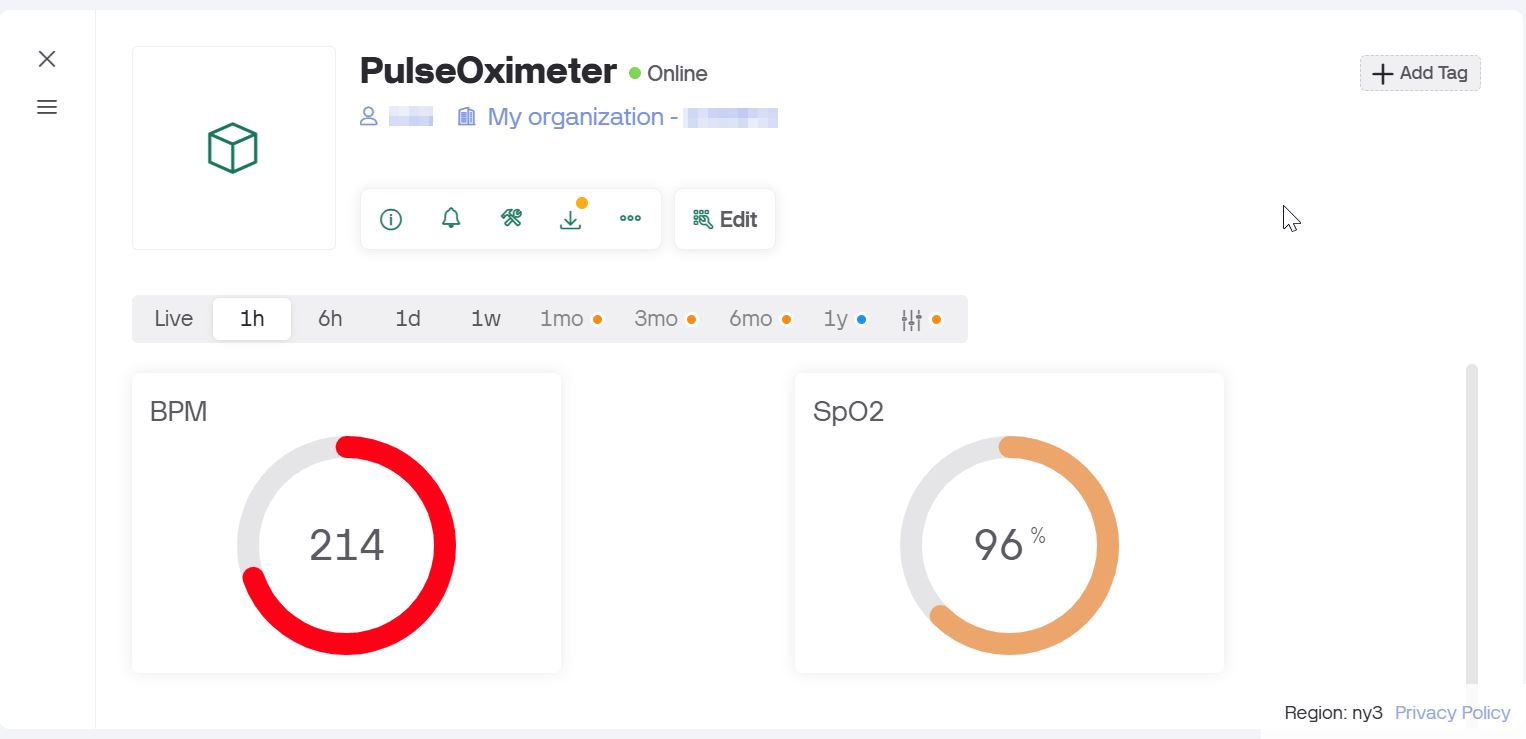 PulseOximeter Online
Add Tag
My organization -
Edit
Live 1h 6h 1d 1w 1mo 3mo 6mo 1y
BPM
214
SpO2
96 %
Region: ny3 Privacy Policy